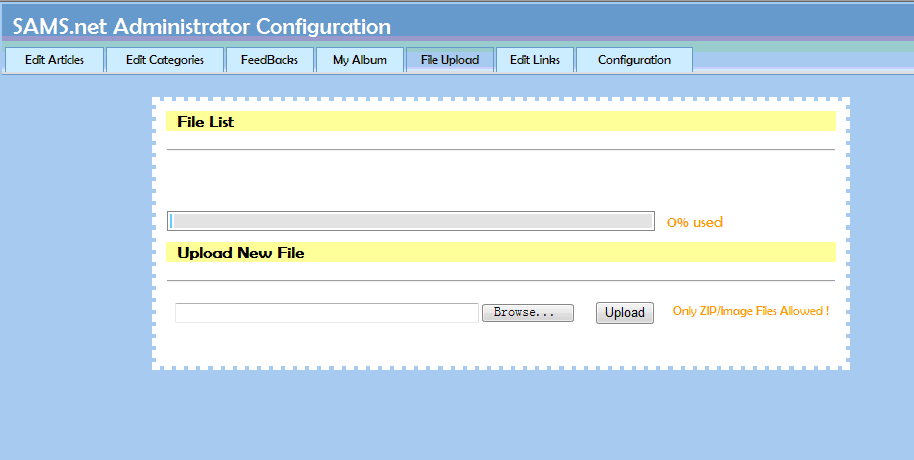 SAMS.net Administrator Configuration
Edit Articles Edit Categories FeedBacks My Album File Upload Edit Links Configuration
File List
0% used
Upload New File
Browse... Upload Only ZIP/Image Files Allowed !